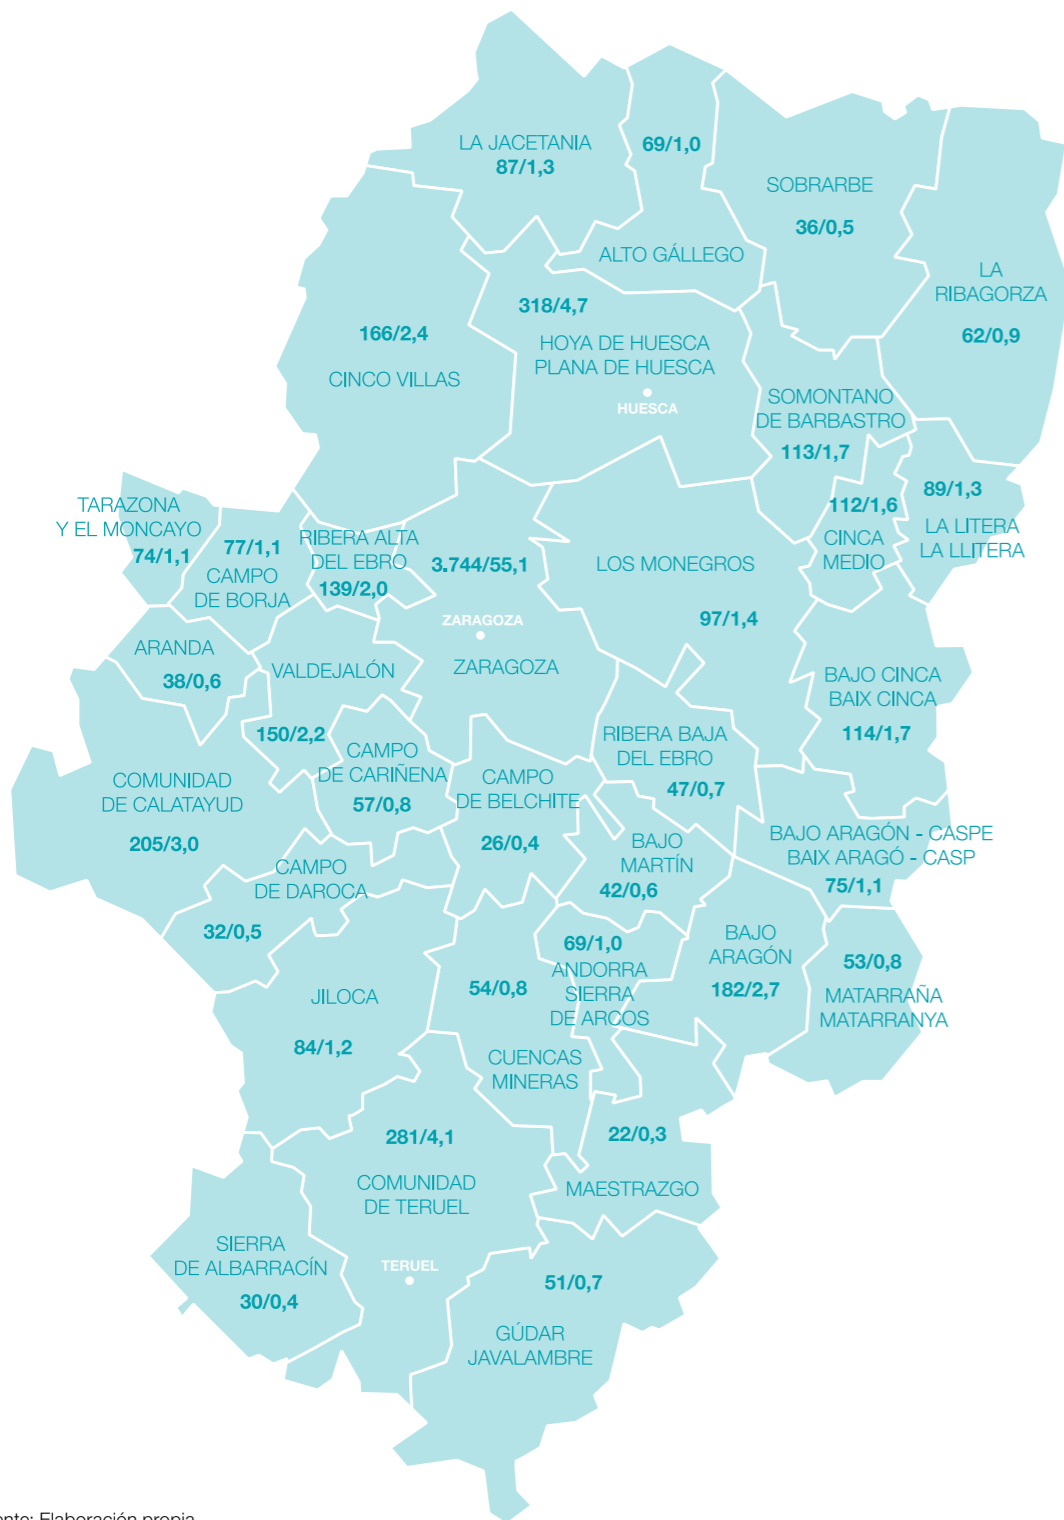 LA JACETANIA
87/1,3
69/1,0
ALTO GÁLLEGO
SOBRARBE
36/0,5
LA
RIBAGORZA
62/0,9
166/2,4
CINCO VILLAS
318/4,7
HOYA DE HUESCA
PLANA DE HUESCA
HUESCA
SOMONTANO
DE BARBASTRO
113/1,7
112/1,6
CINCA
MEDIO
89/1,3
LA LITERA
LA LLITERA
TARAZONA
Y EL MONCAYO
74/1,1
77/1,1
CAMPO
DE BORJA
RIBERA ALTA
DEL EBRO
139/2,0
3.744/55,1
ZARAGOZA
ZARAGOZA
LOS MONEGROS
97/1,4
ARANDA
38/0,6
VALDEJALÓN
150/2,2
BAJO CINCA
BAIX CINCA
114/1,7
COMUNIDAD
DE CALATAYUD
205/3,0
CAMPO
DE CARIÑENA
57/0,8
CAMPO
DE BELCHITE
26/0,4
RIBERA BAJA
DEL EBRO
47/0,7
BAJO
MARTÍN
42/0,6
BAJO ARAGÓN - CASPE
BAIX ARAGÓ - CASP
75/1,1
CAMPO
DE DAROCA
32/0,5
JILOCA
84/1,2
54/0,8
CUENCAS
MINERAS
69/1,0
ANDORRA
SIERRA
DE ARCOS
BAJO
ARAGÓN
182/2,7
53/0,8
MATARRAÑA
MATARRANYA
281/4,1
COMUNIDAD
DE TERUEL
TERUEL
22/0,3
MAESTRAZGO
SIERRA
DE ALBARRACÍN
30/0,4
51/0,7
GÚDAR
JAVALAMBRE
ente: Elaboración propia